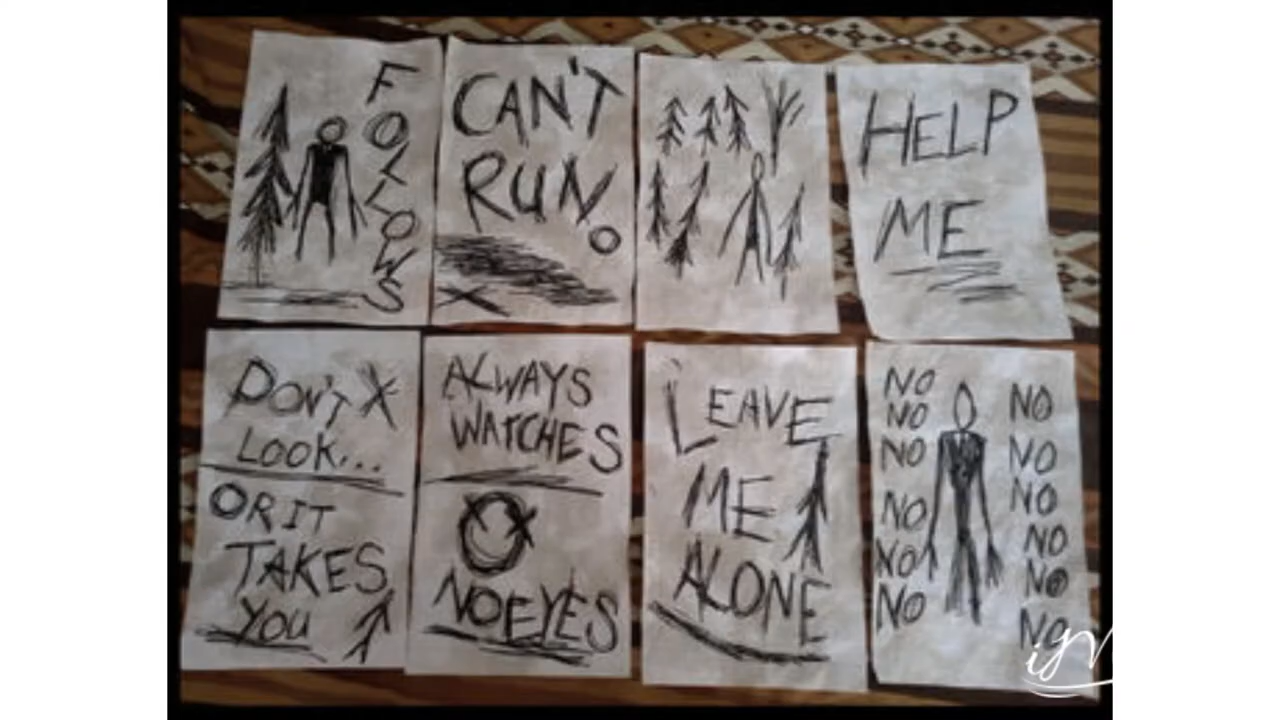 FOLLOWS
CAN'T
RUN
HELP
ME
DON'T
LOOK...
OR IT
TAKES
YOU
ALWAYS
WATCHES
NO EYES
LEAVE
ME
ALONE
NO NO
NO NO
NO NO
NO NO
NO NO
NO NO